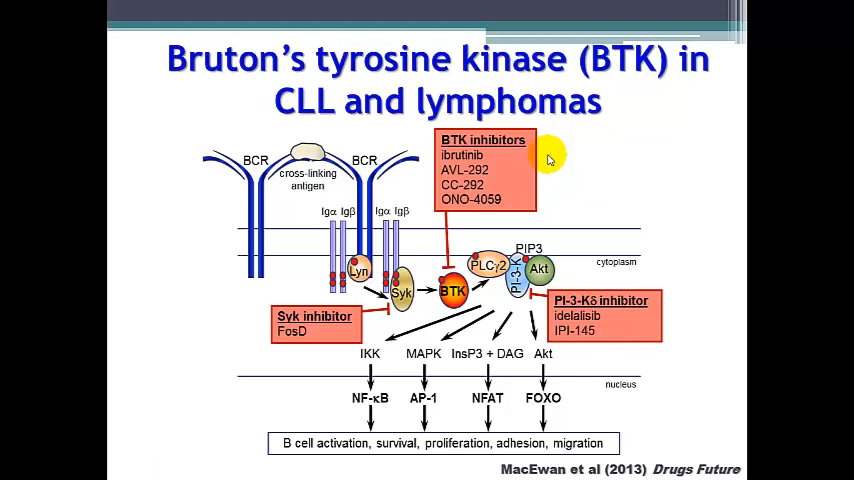 Bruton's tyrosine kinase (BTK) in
CLL and lymphomas
BTK inhibitors
ibrutinib
AVL-292
CC-292
ONO-4059
BCR
BCR
cross-linking
antigen
Igα Igβ
Igα Igβ
PIP3
cytoplasm
Lyn
Syk
BTK
PLCγ2
PI-3-K
Akt
Syk inhibitor
FosD
PI-3-Kδ inhibitor
idelalisib
IPI-145
IKK
MAPK
InsP3 + DAG
Akt
nucleus
NF-κB
AP-1
NFAT
FOXO
B cell activation, survival, proliferation, adhesion, migration
MacEwan et al (2013) Drugs Future